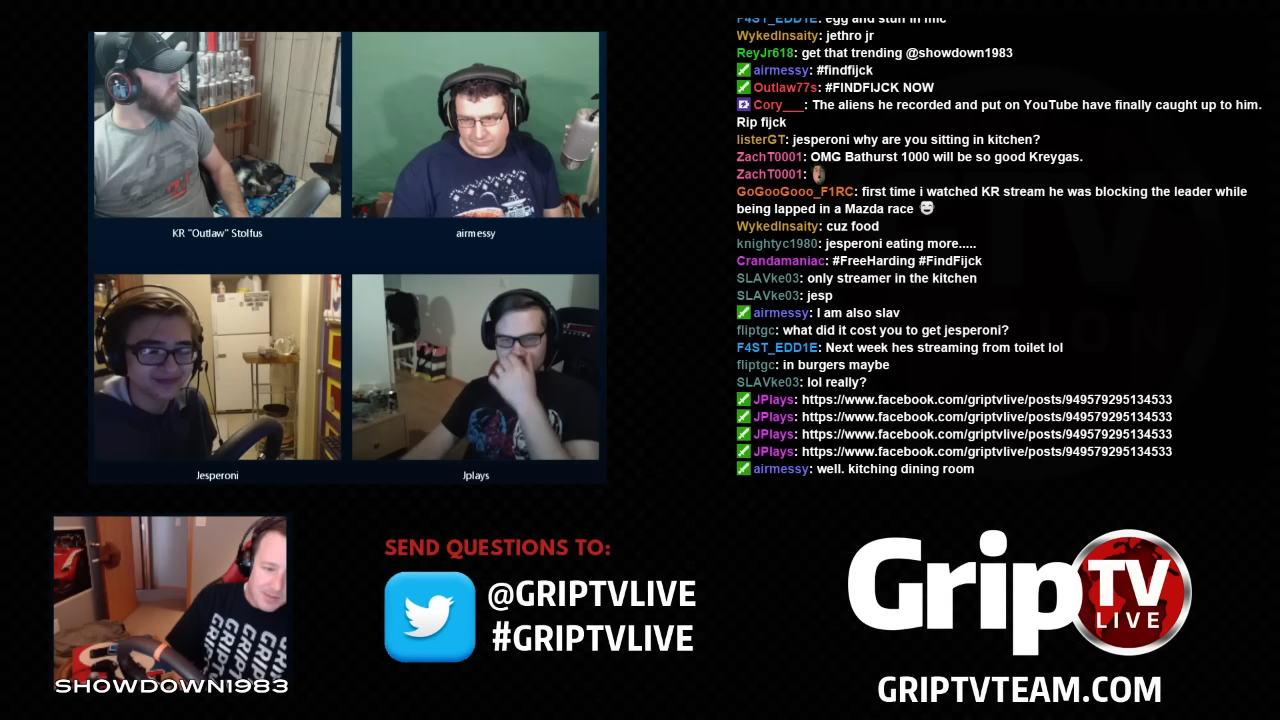 F4ST_EDD1E: egg and stuff in mic
WykedInsaity: jethro jr
ReyJr618: get that trending @showdown1983
airmessy: #findfijck
Outlaw77s: #FINDFIJCK NOW
Cory___: The aliens he recorded and put on YouTube have finally caught up to him.
Rip fijck
listerGT: jesperoni why are you sitting in kitchen?
ZachT0001: OMG Bathurst 1000 will be so good Kreygas.
ZachT0001:
GoGooGooo_F1RC: first time i watched KR stream he was blocking the leader while
being lapped in a Mazda race
WykedInsaity: cuz food
knightyc1980: jesperoni eating more.....
Crandamaniac: #FreeHarding #FindFijck
SLAVke03: only streamer in the kitchen
SLAVke03: jesp
airmessy: I am also slav
fliptgc: what did it cost you to get jesperoni?
F4ST_EDD1E: Next week hes streaming from toilet lol
fliptgc: in burgers maybe
SLAVke03: lol really?
JPlays: https://www.facebook.com/griptvlive/posts/949579295134533
JPlays: https://www.facebook.com/griptvlive/posts/949579295134533
JPlays: https://www.facebook.com/griptvlive/posts/949579295134533
JPlays: https://www.facebook.com/griptvlive/posts/949579295134533
airmessy: well. kitching dining room
KR "Outlaw" Stolfus
airmessy
Jesperoni
Jplays
GRIPTV
GRIPTV
GRIPTV
SHOWDOWN1983
SEND QUESTIONS TO:
@GRIPTVLIVE
#GRIPTVLIVE
Grip TV
LIVE
GRIPTVTEAM.COM